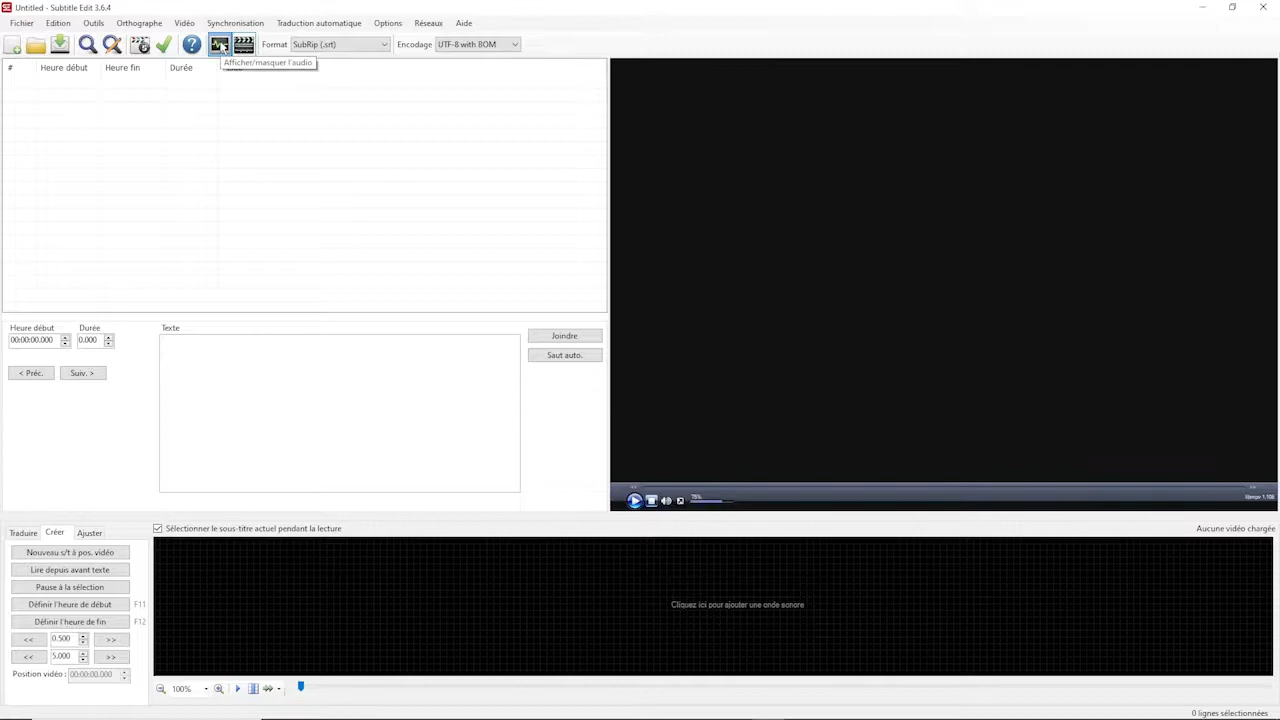 Untitled - Subtitle Edit 3.6.4
Fichier Edition Outils Orthographe Vidéo Synchronisation Traduction automatique Options Réseaux Aide
Format SubRip (.srt) Encodage UTF-8 with BOM
Afficher/masquer l'audio
# Heure début Heure fin Durée
Heure début Durée Texte
00:00:00.000 0.000
Joindre
Saut auto.
< Préc. Suiv. >
75%
Traduire Créer Ajuster
Sélectionner le sous-titre actuel pendant la lecture
Aucune vidéo chargée
Nouveau s/t à pos. vidéo
Lire depuis avant texte
Pause à la sélection
Définir l'heure de début F11
Cliquez ici pour ajouter une onde sonore
Définir l'heure de fin F12
<< 0.500 >>
<< 5.000 >>
Position vidéo : 00:00:00.000
100%
0 lignes sélectionnées